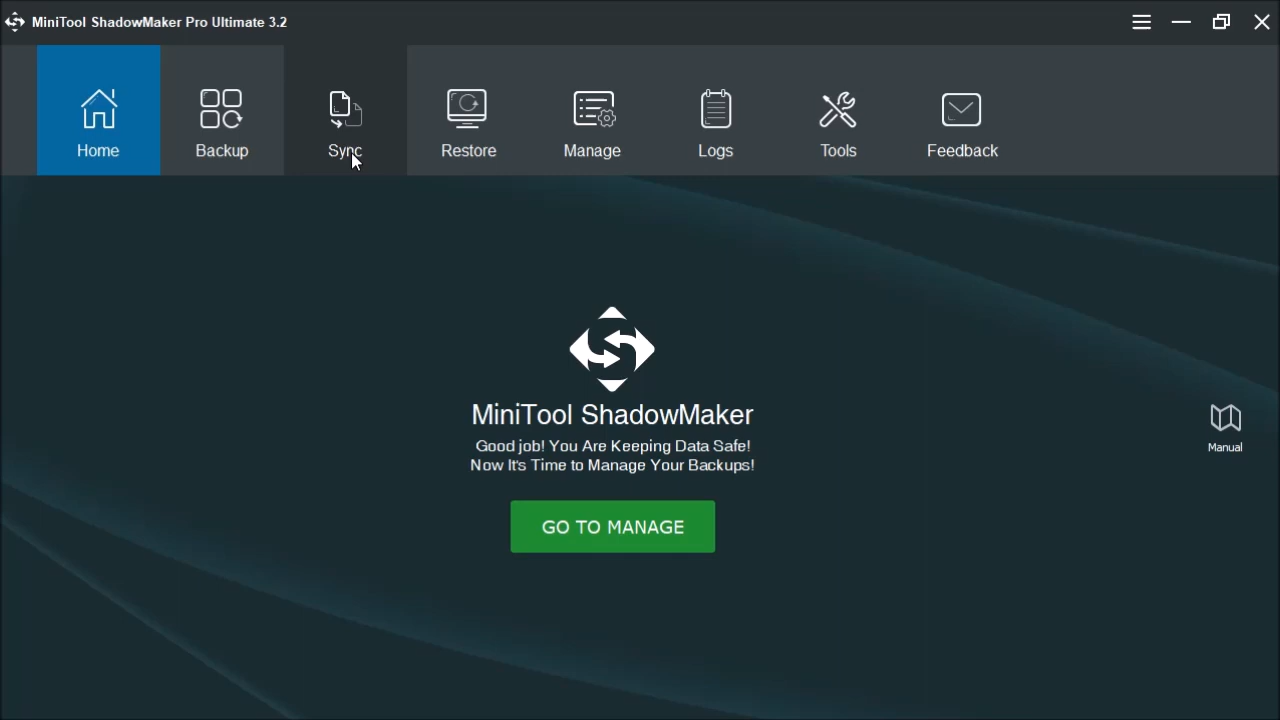 MiniTool ShadowMaker Pro Ultimate 3.2
Home
Backup
Sync
Restore
Manage
Logs
Tools
Feedback
MiniTool ShadowMaker
Good job! You Are Keeping Data Safe!
Now It's Time to Manage Your Backups!
Manual
GO TO MANAGE